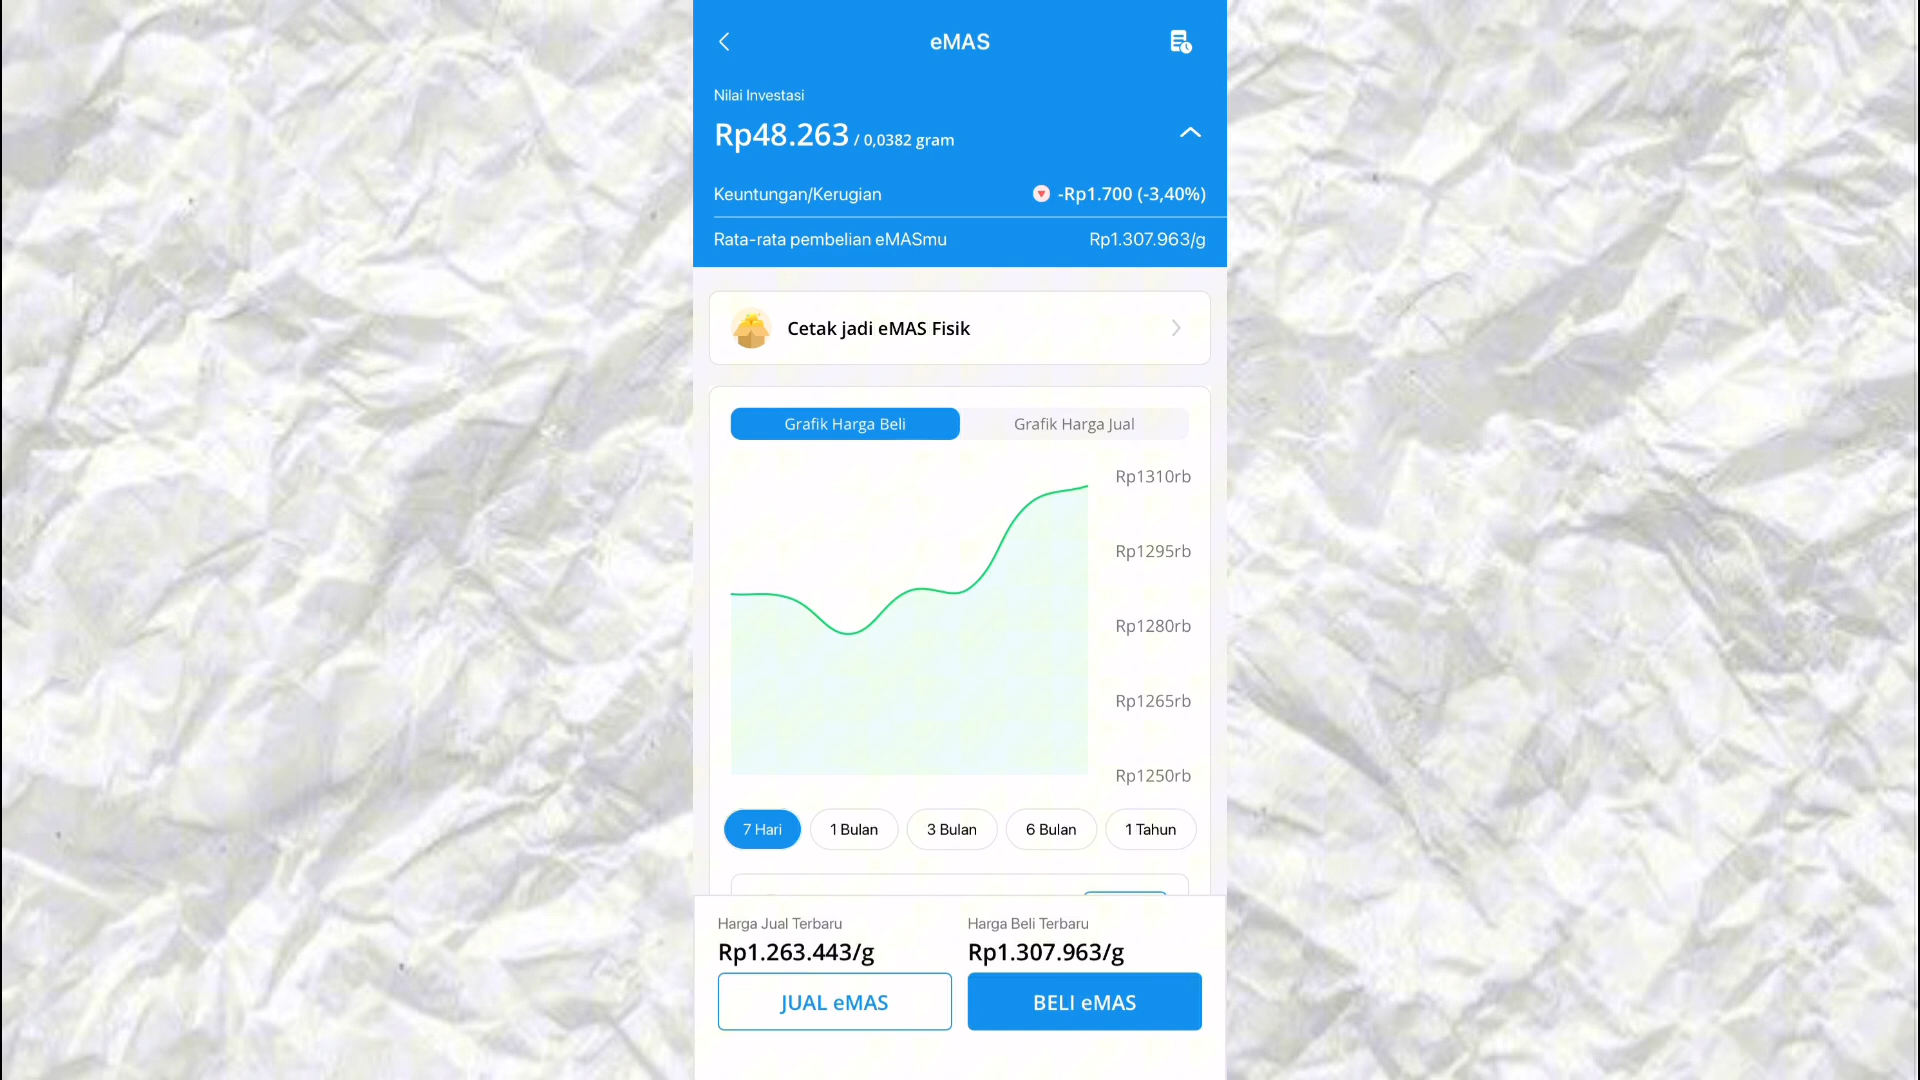 eMAS
Nilai Investasi
Rp48.263 / 0,0382 gram
Keuntungan/Kerugian -Rp1.700 (-3,40%)
Rata-rata pembelian eMASmu Rp1.307.963/g
Cetak jadi eMAS Fisik
Grafik Harga Beli Grafik Harga Jual
Rp1310rb
Rp1295rb
Rp1280rb
Rp1265rb
Rp1250rb
7 Hari 1 Bulan 3 Bulan 6 Bulan 1 Tahun
Harga Jual Terbaru Harga Beli Terbaru
Rp1.263.443/g Rp1.307.963/g
JUAL eMAS BELI eMAS